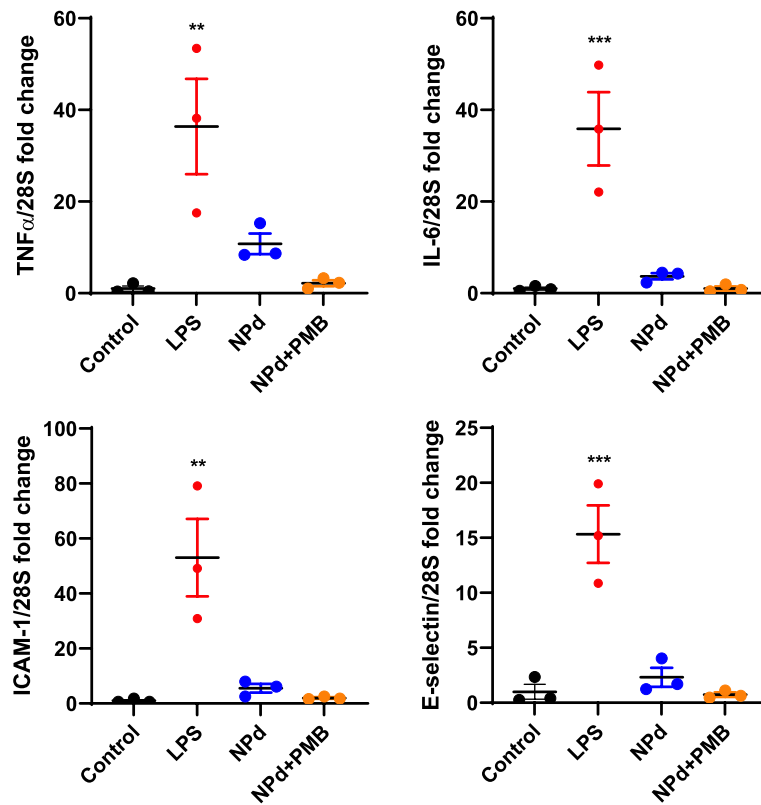 TNFα/28S fold change
60
40
20
0
**
Control
LPS
NPd
NPd+PMB
IL-6/28S fold change
60
40
20
0
***
Control
LPS
NPd
NPd+PMB
ICAM-1/28S fold change
100
80
60
40
20
0
**
Control
LPS
NPd
NPd+PMB
E-selectin/28S fold change
25
20
15
10
5
0
***
Control
LPS
NPd
NPd+PMB